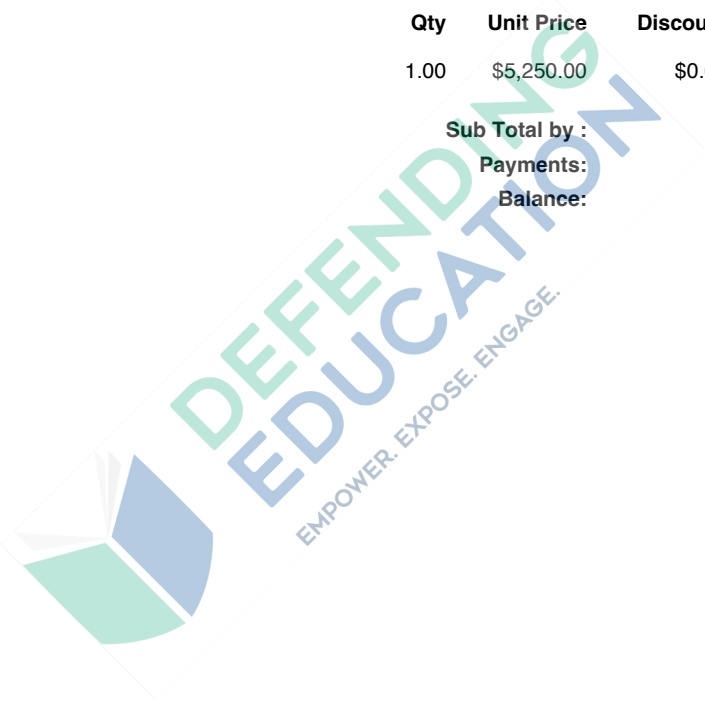 Qty Unit Price
1.00 $5,250.00
Sub Total by :
Payments:
Balance:
DEFENDING
EDUCATION
EMPOWER. EXPOSE. ENGAGE.